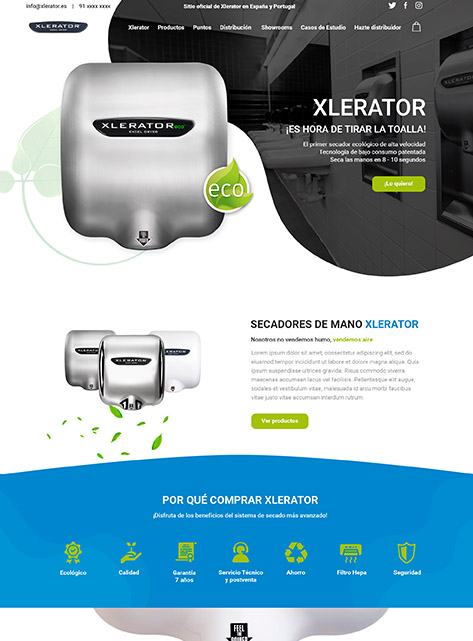 info@xlerator.es | 91 xxxx xxxx
Sitio oficial de Xlerator en España y Portugal
XLERATOR
Xlerator Productos Puntos Distribución Showrooms Casos de Estudio Hazte distribuidor
XLERATOR eco
EXCEL DRYER
eco
XLERATOR
¡ES HORA DE TIRAR LA TOALLA!
El primer secador ecológico de alta velocidad
Tecnología de bajo consumo patentada
Seca las manos en 8 - 10 segundos
¡Lo quiero!
XLERATOR
SECADORES DE MANO XLERATOR
Nosotros no vendemos humo, vendemos aire
Lorem ipsum dolor sit amet, consectetur adipiscing elit, sed do
eiusmod tempor incididunt ut labore et dolore magna aliqua. Quis
ipsum suspendisse ultrices gravida. Risus commodo viverra
maecenas accumsan lacus vel facilisis. Pellentesque elit augue,
sodales et vestibulum vitae, malesuada id arcu morbi faucibus
vitae justo vitae accumsan interdum rutrum.
Ver productos
POR QUÉ COMPRAR XLERATOR
¡Disfruta de los beneficios del sistema de secado más avanzado!
Ecológico
Calidad
Garantía
7 años
Servicio Técnico
y postventa
Ahorro
Filtro Hepa
Seguridad
FEEL
THE
POWER